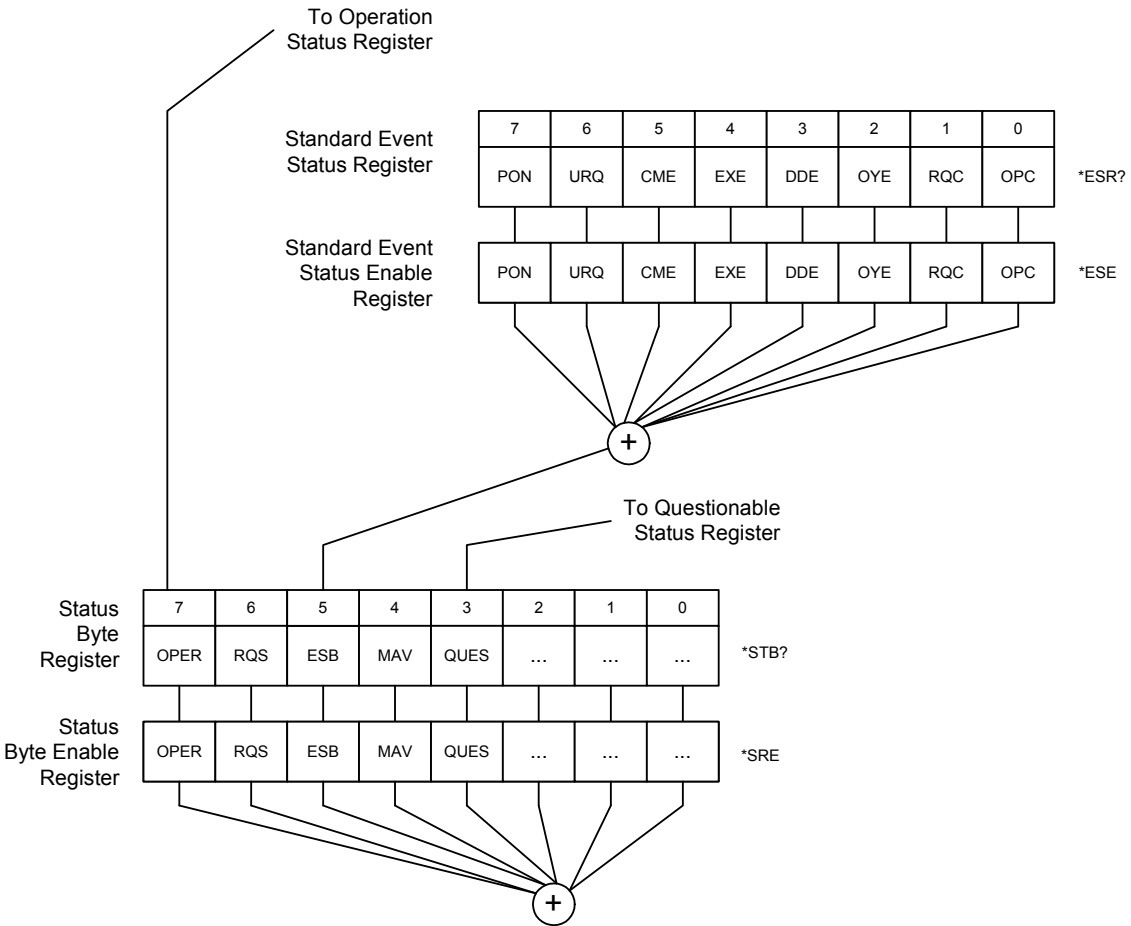 To Operation
Status Register
7 6 5 4 3 2 1 0
Standard Event
Status Register
PON URQ CME EXE DDE OYE RQC OPC *ESR?
Standard Event
Status Enable
Register
PON URQ CME EXE DDE OYE RQC OPC *ESE
+
To Questionable
Status Register
7 6 5 4 3 2 1 0
Status
Byte
Register
OPER RQS ESB MAV QUES ... ... ... *STB?
Status
Byte Enable
Register
OPER RQS ESB MAV QUES ... ... ... *SRE
+